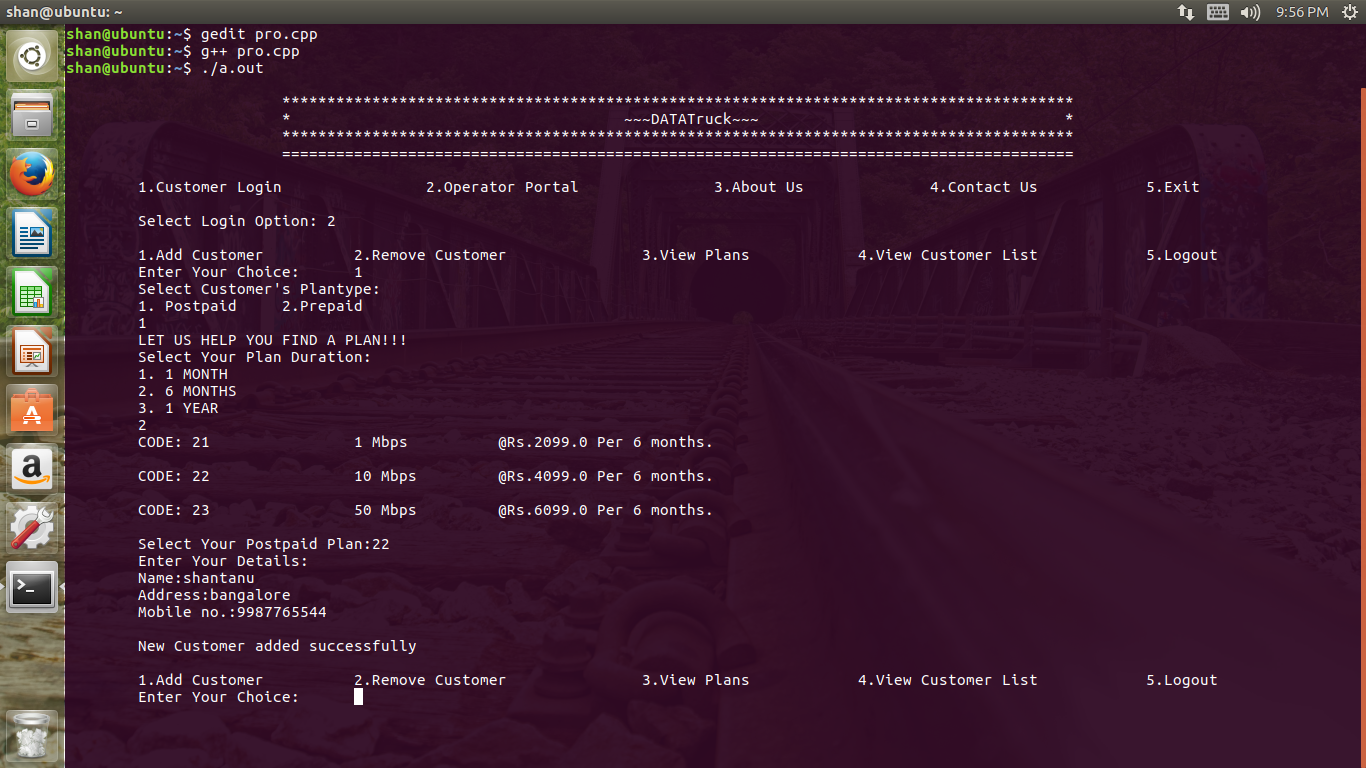 shan@ubuntu: ~ 9:56 PM
shan@ubuntu:~$ gedit pro.cpp
shan@ubuntu:~$ g++ pro.cpp
shan@ubuntu:~$ ./a.out
****************************************************************************************
* ~~~DATATruck~~~ *
****************************************************************************************
========================================================================================
1.Customer Login 2.Operator Portal 3.About Us 4.Contact Us 5.Exit
Select Login Option: 2
1.Add Customer 2.Remove Customer 3.View Plans 4.View Customer List 5.Logout
Enter Your Choice: 1
Select Customer's Plantype:
1. Postpaid 2.Prepaid
1
LET US HELP YOU FIND A PLAN!!!
Select Your Plan Duration:
1. 1 MONTH
2. 6 MONTHS
3. 1 YEAR
2
CODE: 21 1 Mbps @Rs.2099.0 Per 6 months.
CODE: 22 10 Mbps @Rs.4099.0 Per 6 months.
CODE: 23 50 Mbps @Rs.6099.0 Per 6 months.
Select Your Postpaid Plan:22
Enter Your Details:
Name:shantanu
Address:bangalore
Mobile no.:9987765544
New Customer added successfully
1.Add Customer 2.Remove Customer 3.View Plans 4.View Customer List 5.Logout
Enter Your Choice: